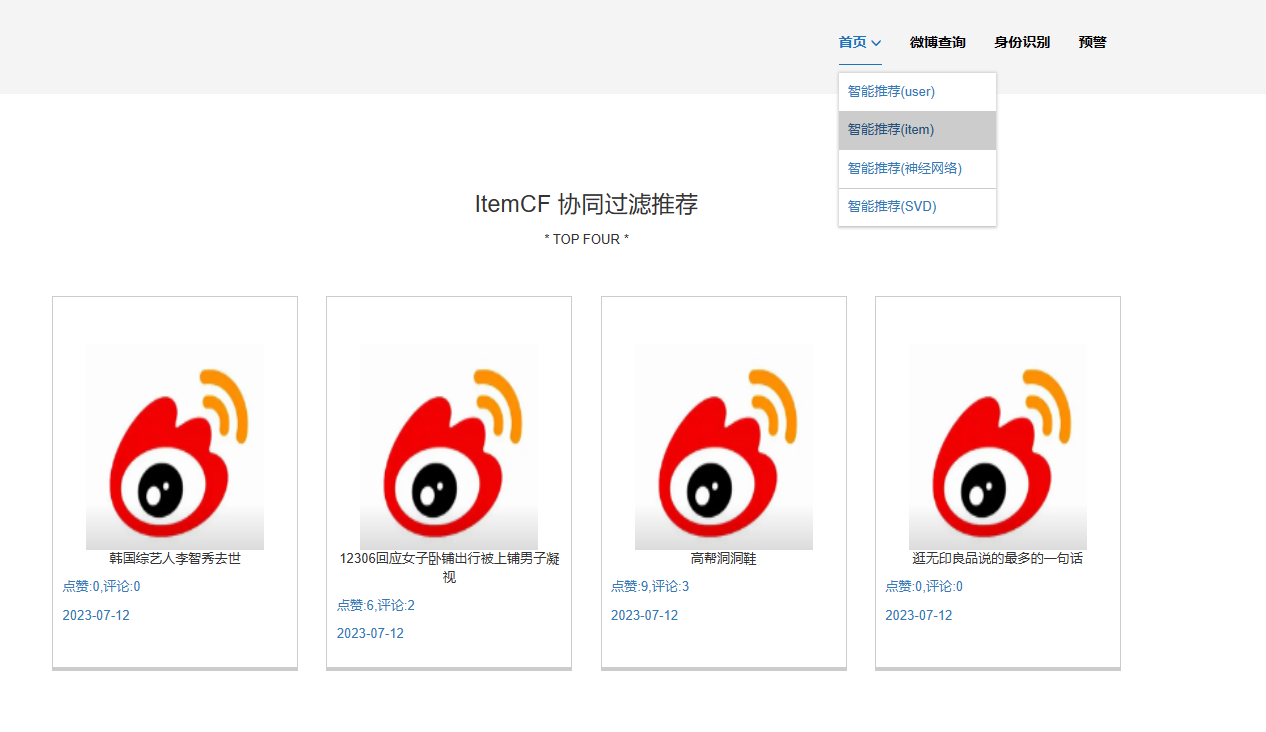 首页
微博查询
身份识别
预警
智能推荐(user)
智能推荐(item)
智能推荐(神经网络)
智能推荐(SVD)
ItemCF 协同过滤推荐
* TOP FOUR *
韩国综艺人李智秀去世
点赞:0,评论:0
2023-07-12
12306回应女子卧铺出行被上铺男子凝
视
点赞:6,评论:2
2023-07-12
高帮洞洞鞋
点赞:9,评论:3
2023-07-12
逛无印良品说的最多的一句话
点赞:0,评论:0
2023-07-12